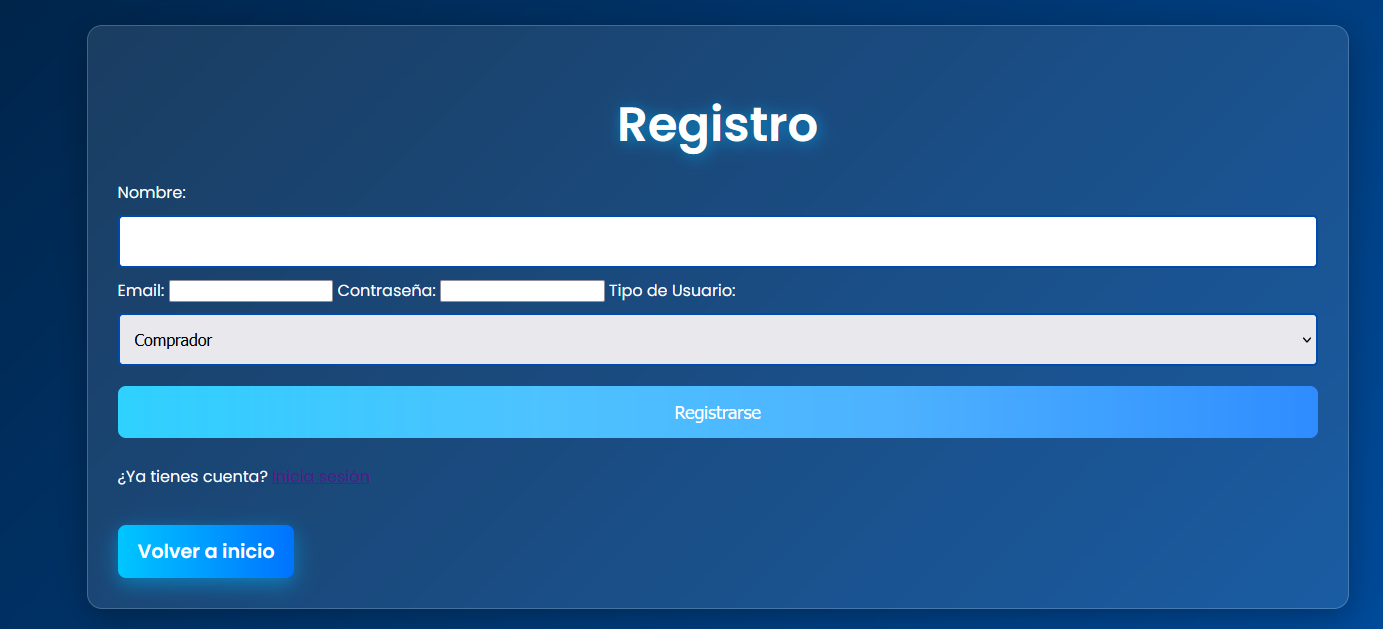 Registro
Nombre:
Email: Contraseña: Tipo de Usuario:
Comprador
Registrarse
¿Ya tienes cuenta? Inicia sesión
Volver a inicio